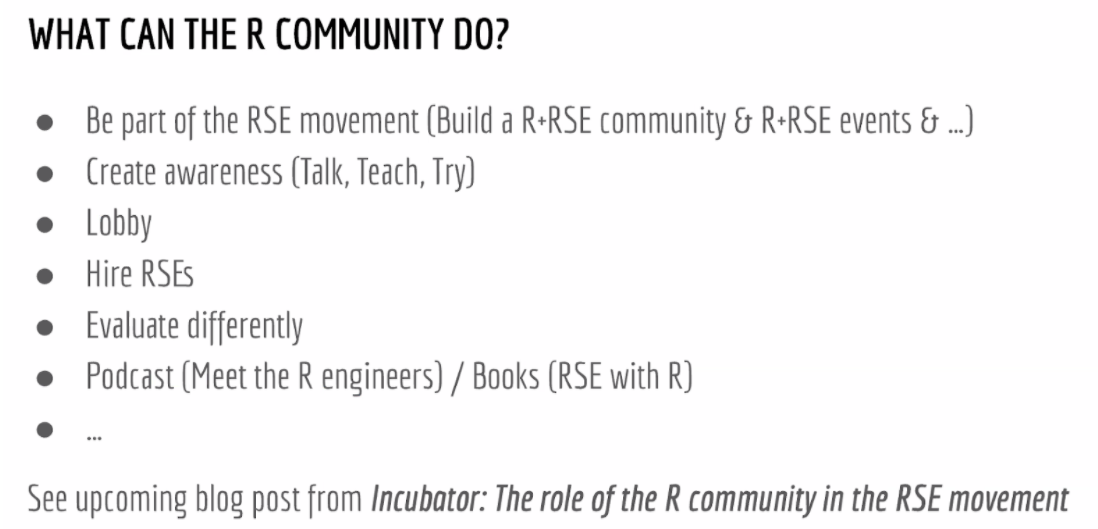 WHAT CAN THE R COMMUNITY DO?
● Be part of the RSE movement (Build a R+RSE community & R+RSE events & ...)
● Create awareness (Talk, Teach, Try)
● Lobby
● Hire RSEs
● Evaluate differently
● Podcast (Meet the R engineers) / Books (RSE with R)
● ...
See upcoming blog post from Incubator: The role of the R community in the RSE movement